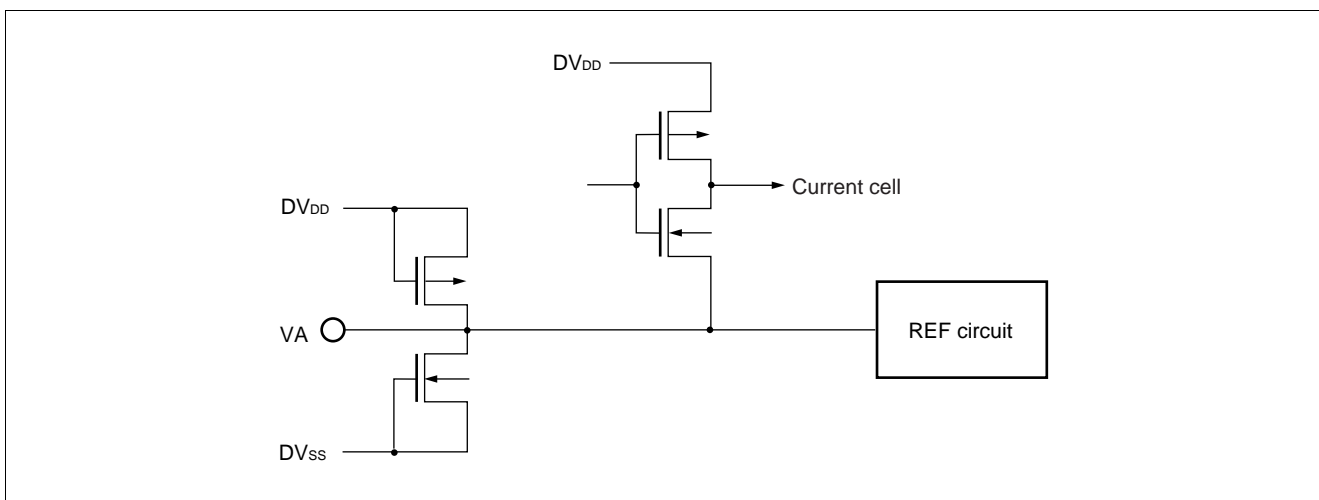 DVDD
Current cell
DVDD
VA
REF circuit
DVSS